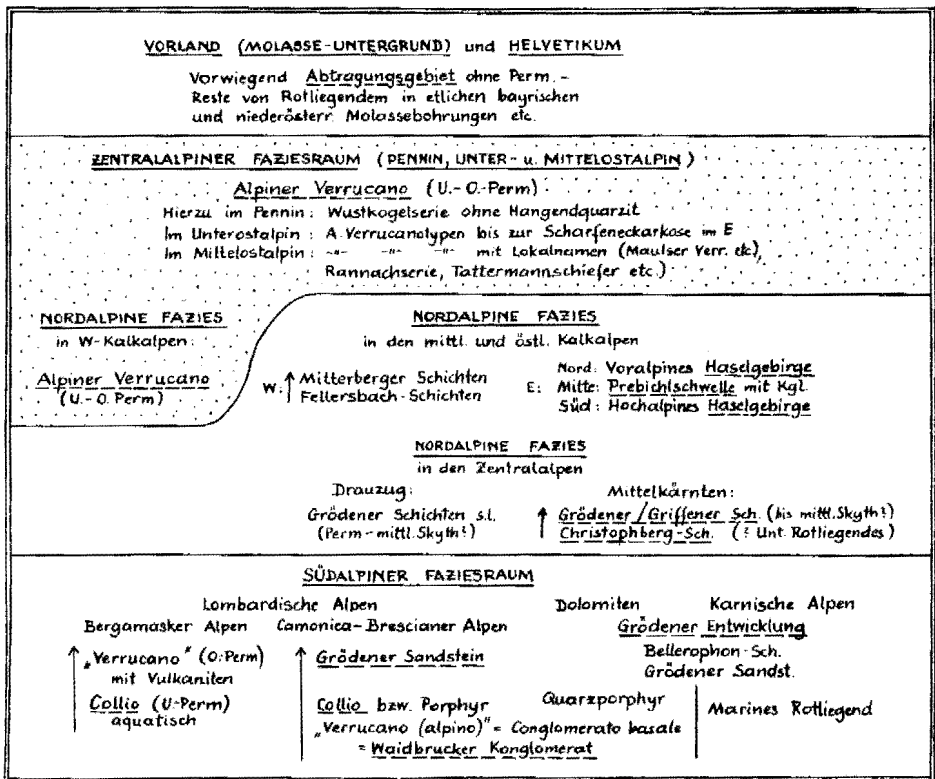 VORLAND (MOLASSE-UNTERGRUND) und HELVETIKUM
Vorwiegend Abtragungsgebiet ohne Perm. -
Reste von Rotliegendem in etlichen bayrischen
und niederösterr. Molassebohrungen etc.
ZENTRALALPINER FAZIESRAUM (PENNIN, UNTER- u. MITTELOSTALPIN)
Alpiner Verrucano (U.-O.-Perm)
Hierzu im Pennin: Wustkogelserie ohne Hangendquarzit
Im Unterostalpin: A.Verrucanotypen bis zur Scharfeneckarkose im E
Im Mittelostalpin: -"- -"- -"- mit Lokalnamen (Maulser Verr. etc),
Rannachserie, Tattermannschiefer etc.)
NORDALPINE FAZIES
in W-Kalkalpen:
Alpiner Verrucano
(U.-O. Perm)
NORDALPINE FAZIES
in den mittl. und östl. Kalkalpen
W: Mitterberger Schichten
Fellersbach-Schichten
Nord: Voralpines Haselgebirge
E: Mitte: Prebichlschwelle mit Kgl.
Süd: Hochalpines Haselgebirge
NORDALPINE FAZIES
in den Zentralalpen
Drauzug:
Grödener Schichten s.l.
(Perm-mittl. Skyth?)
Mittelkärnten:
Grödener/Griffener Sch. (bis mittl. Skyth?)
Christophberg-Sch. (? Unt. Rotliegendes)
SÜDALPINER FAZIESRAUM
Lombardische Alpen
Bergamasker Alpen Camonica-Brescianer Alpen
Dolomiten Karnische Alpen
Grödener Entwicklung
„Verrucano" (O.Perm)
mit Vulkaniten
Collio (U-Perm)
aquatisch
Grödener Sandstein
Collio bzw. Porphyr
„Verrucano (alpino)" = Conglomerato basale
= Waidbrucker Konglomerat
Bellerophon-Sch.
Grödener Sandst.
Quarzporphyr
Marines Rotliegend